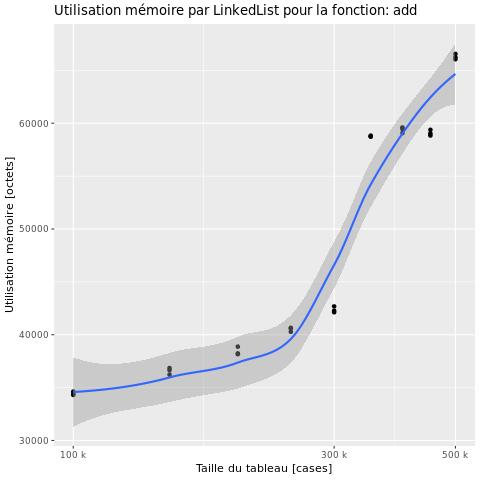 Utilisation mémoire par LinkedList pour la fonction: add
Utilisation mémoire [octets]
60000
50000
40000
30000
100 k
300 k
500 k
Taille du tableau [cases]